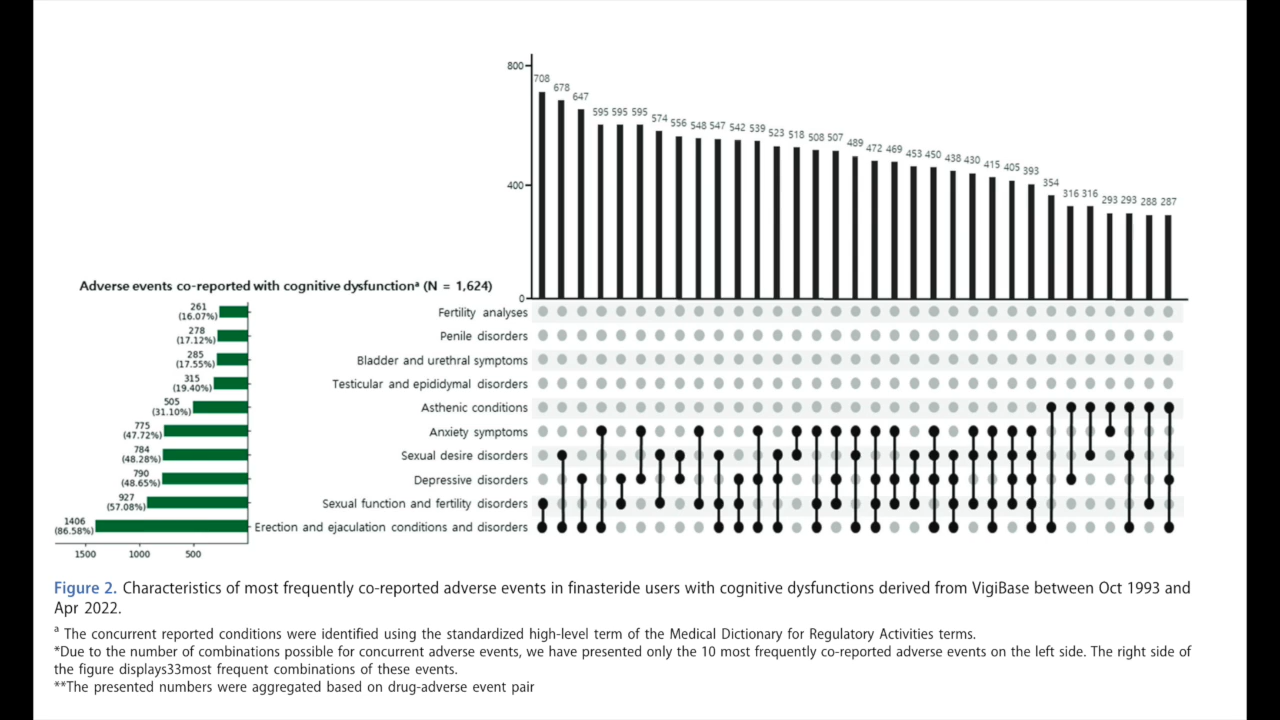 800
708
678
647
595 595 595
574
556
548 547
542
539
523
518
508 507
489
472 469
453 450
438 430
415
405
393
354
316 316
293 293
288 287
400
0
Adverse events co-reported with cognitive dysfunctionᵃ (N = 1,624)
261
(16.07%)
Fertility analyses
278
(17.12%)
Penile disorders
285
(17.55%)
Bladder and urethral symptoms
315
(19.40%)
Testicular and epididymal disorders
505
(31.10%)
Asthenic conditions
775
(47.72%)
Anxiety symptoms
784
(48.28%)
Sexual desire disorders
790
(48.65%)
Depressive disorders
927
(57.08%)
Sexual function and fertility disorders
1406
(86.58%)
Erection and ejaculation conditions and disorders
1500 1000 500
Figure 2. Characteristics of most frequently co-reported adverse events in finasteride users with cognitive dysfunctions derived from VigiBase between Oct 1993 and
Apr 2022.
ᵃ The concurrent reported conditions were identified using the standardized high-level term of the Medical Dictionary for Regulatory Activities terms.
*Due to the number of combinations possible for concurrent adverse events, we have presented only the 10 most frequently co-reported adverse events on the left side. The right side of
the figure displays33most frequent combinations of these events.
**The presented numbers were aggregated based on drug-adverse event pair